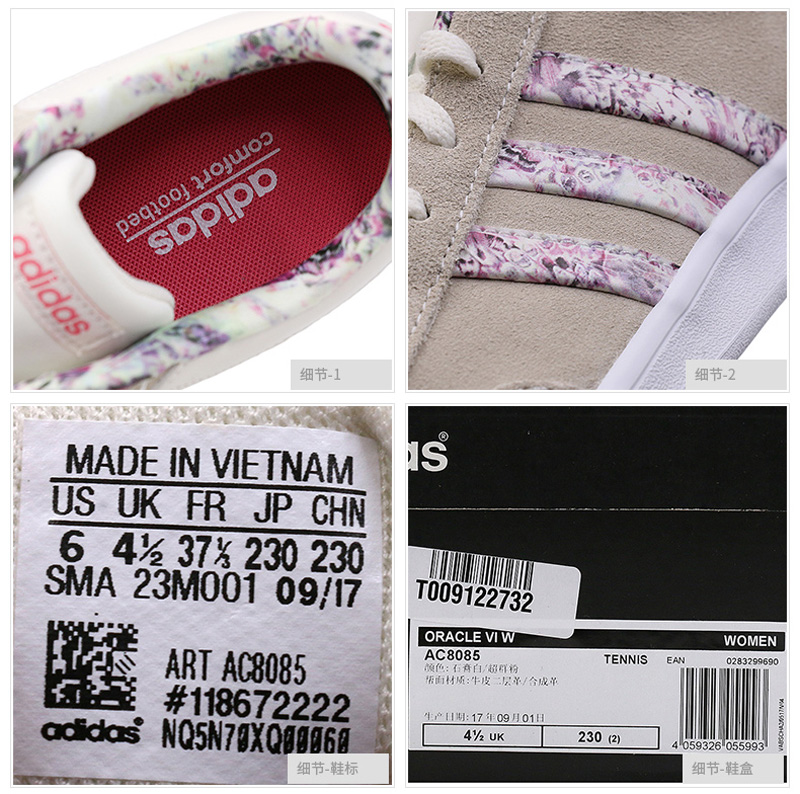 adidas
comfort footbed
adidas
细节-1
细节-2
MADE IN VIETNAM
US UK FR JP CHN
6 4½ 37⅓ 230 230
SMA 23M001 09/17
ART AC8085
#118672222
adidas®
NQ5N70XQ00060
细节-鞋标
as®
T009122732
ORACLE VI W WOMEN
AC8085 TENNIS EAN 0283299690
颜色: 石膏白/超鲜粉
帮面材质: 牛皮二层革/合成革
生产日期: 17 年09 月01日
4½ UK 230 (2)
4 059326 055993
细节-鞋盒